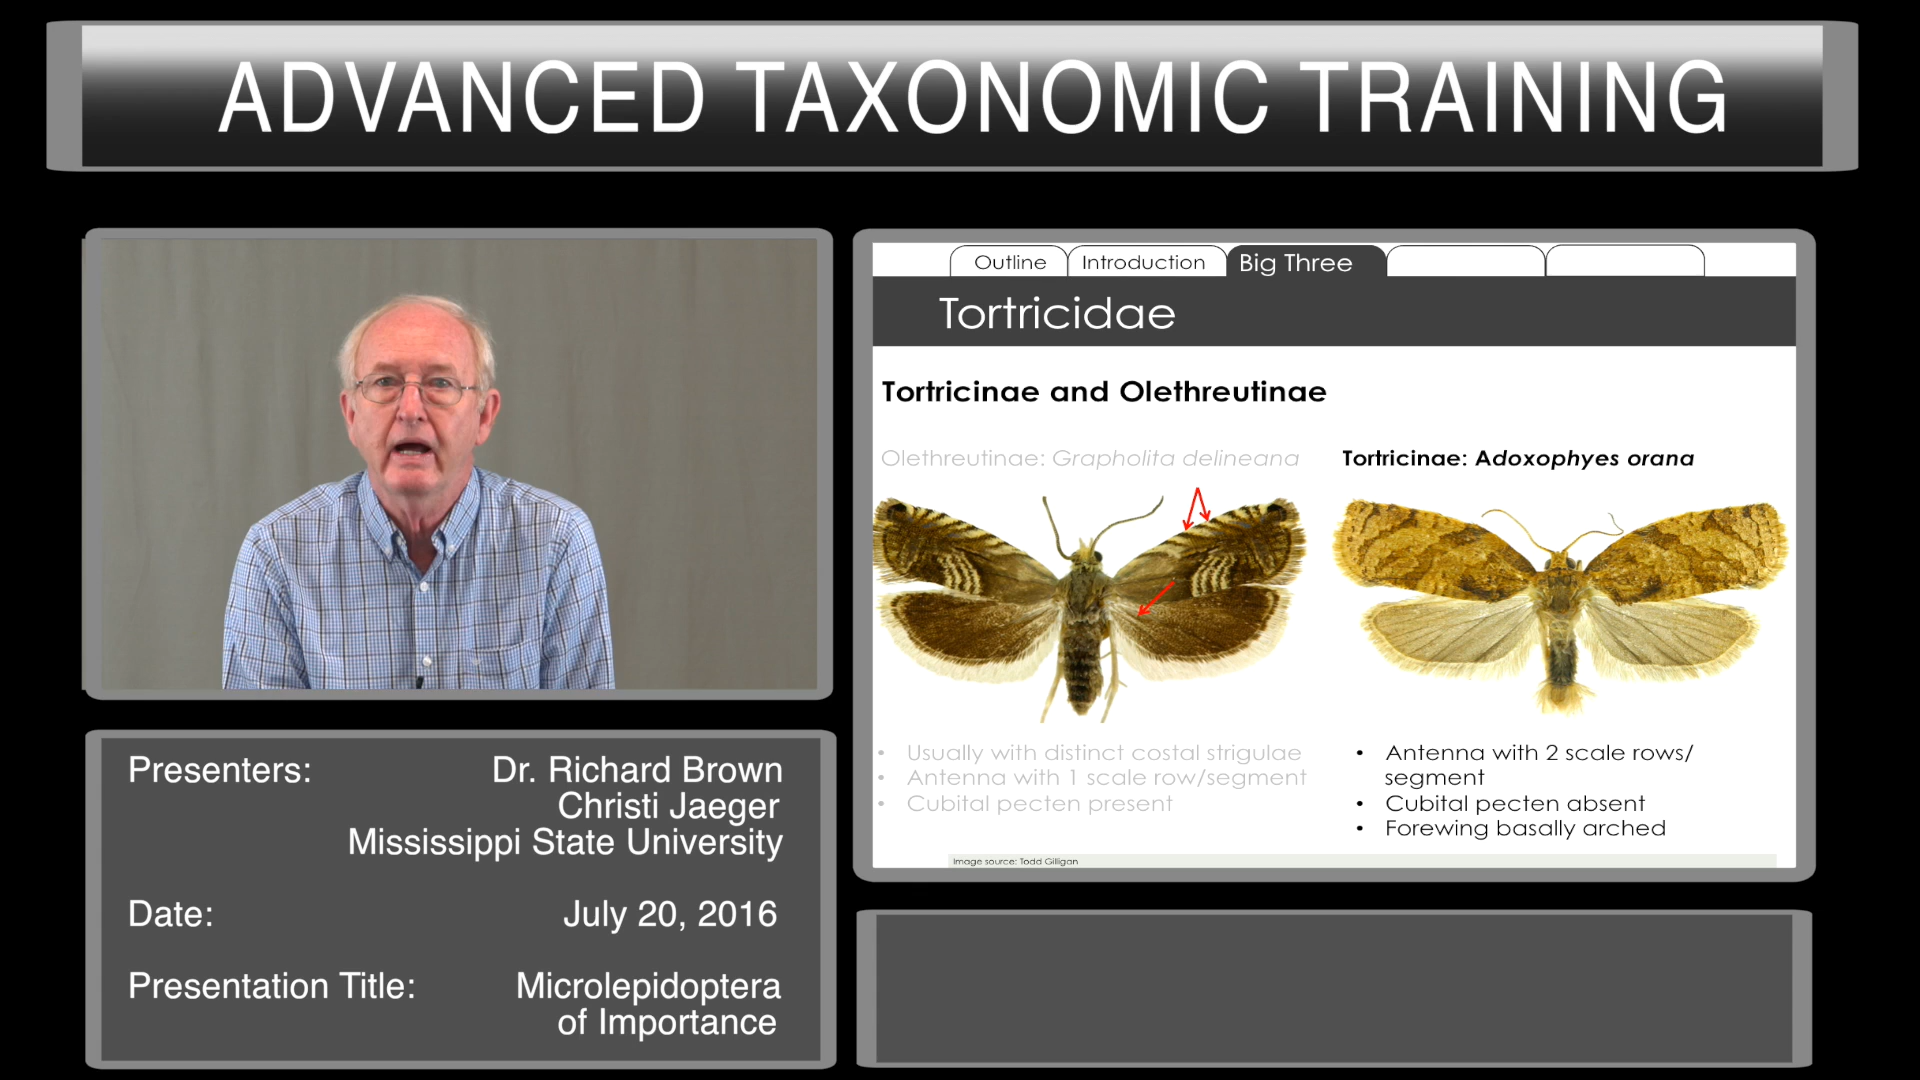 ADVANCED TAXONOMIC TRAINING
Outline
Introduction
Big Three
Tortricidae
Tortricinae and Olethreutinae
Olethreutinae: Grapholita delineana
Tortricinae: Adoxophyes orana
• Usually with distinct costal strigulae
• Antenna with 1 scale row/segment
• Cubital pecten present
• Antenna with 2 scale rows/
segment
• Cubital pecten absent
• Forewing basally arched
Image source: Todd Gilligan
Presenters: Dr. Richard Brown
Christi Jaeger
Mississippi State University
Date: July 20, 2016
Presentation Title: Microlepidoptera
of Importance